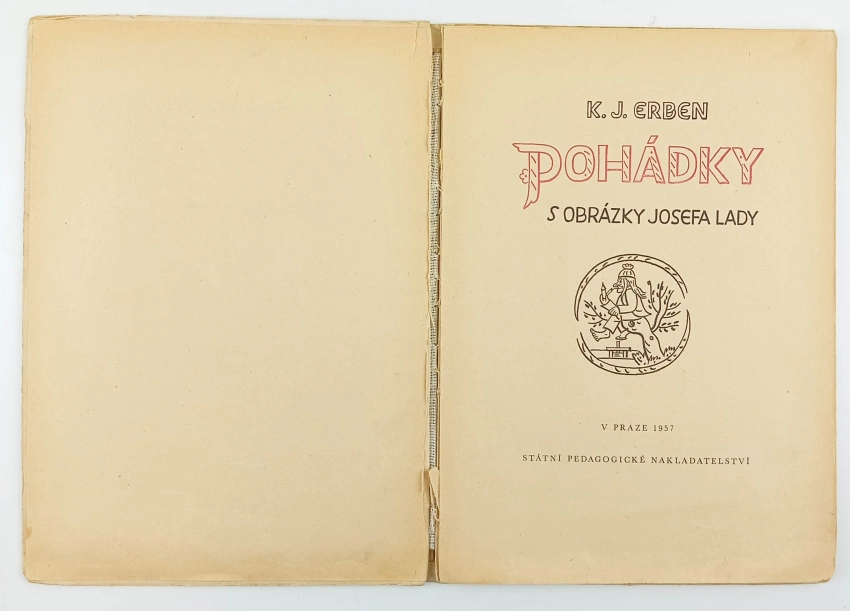 K. J. ERBEN
POHÁDKY
S OBRÁZKY JOSEFA LADY
V PRAZE 1957
STÁTNÍ PEDAGOGICKÉ NAKLADATELSTVÍ